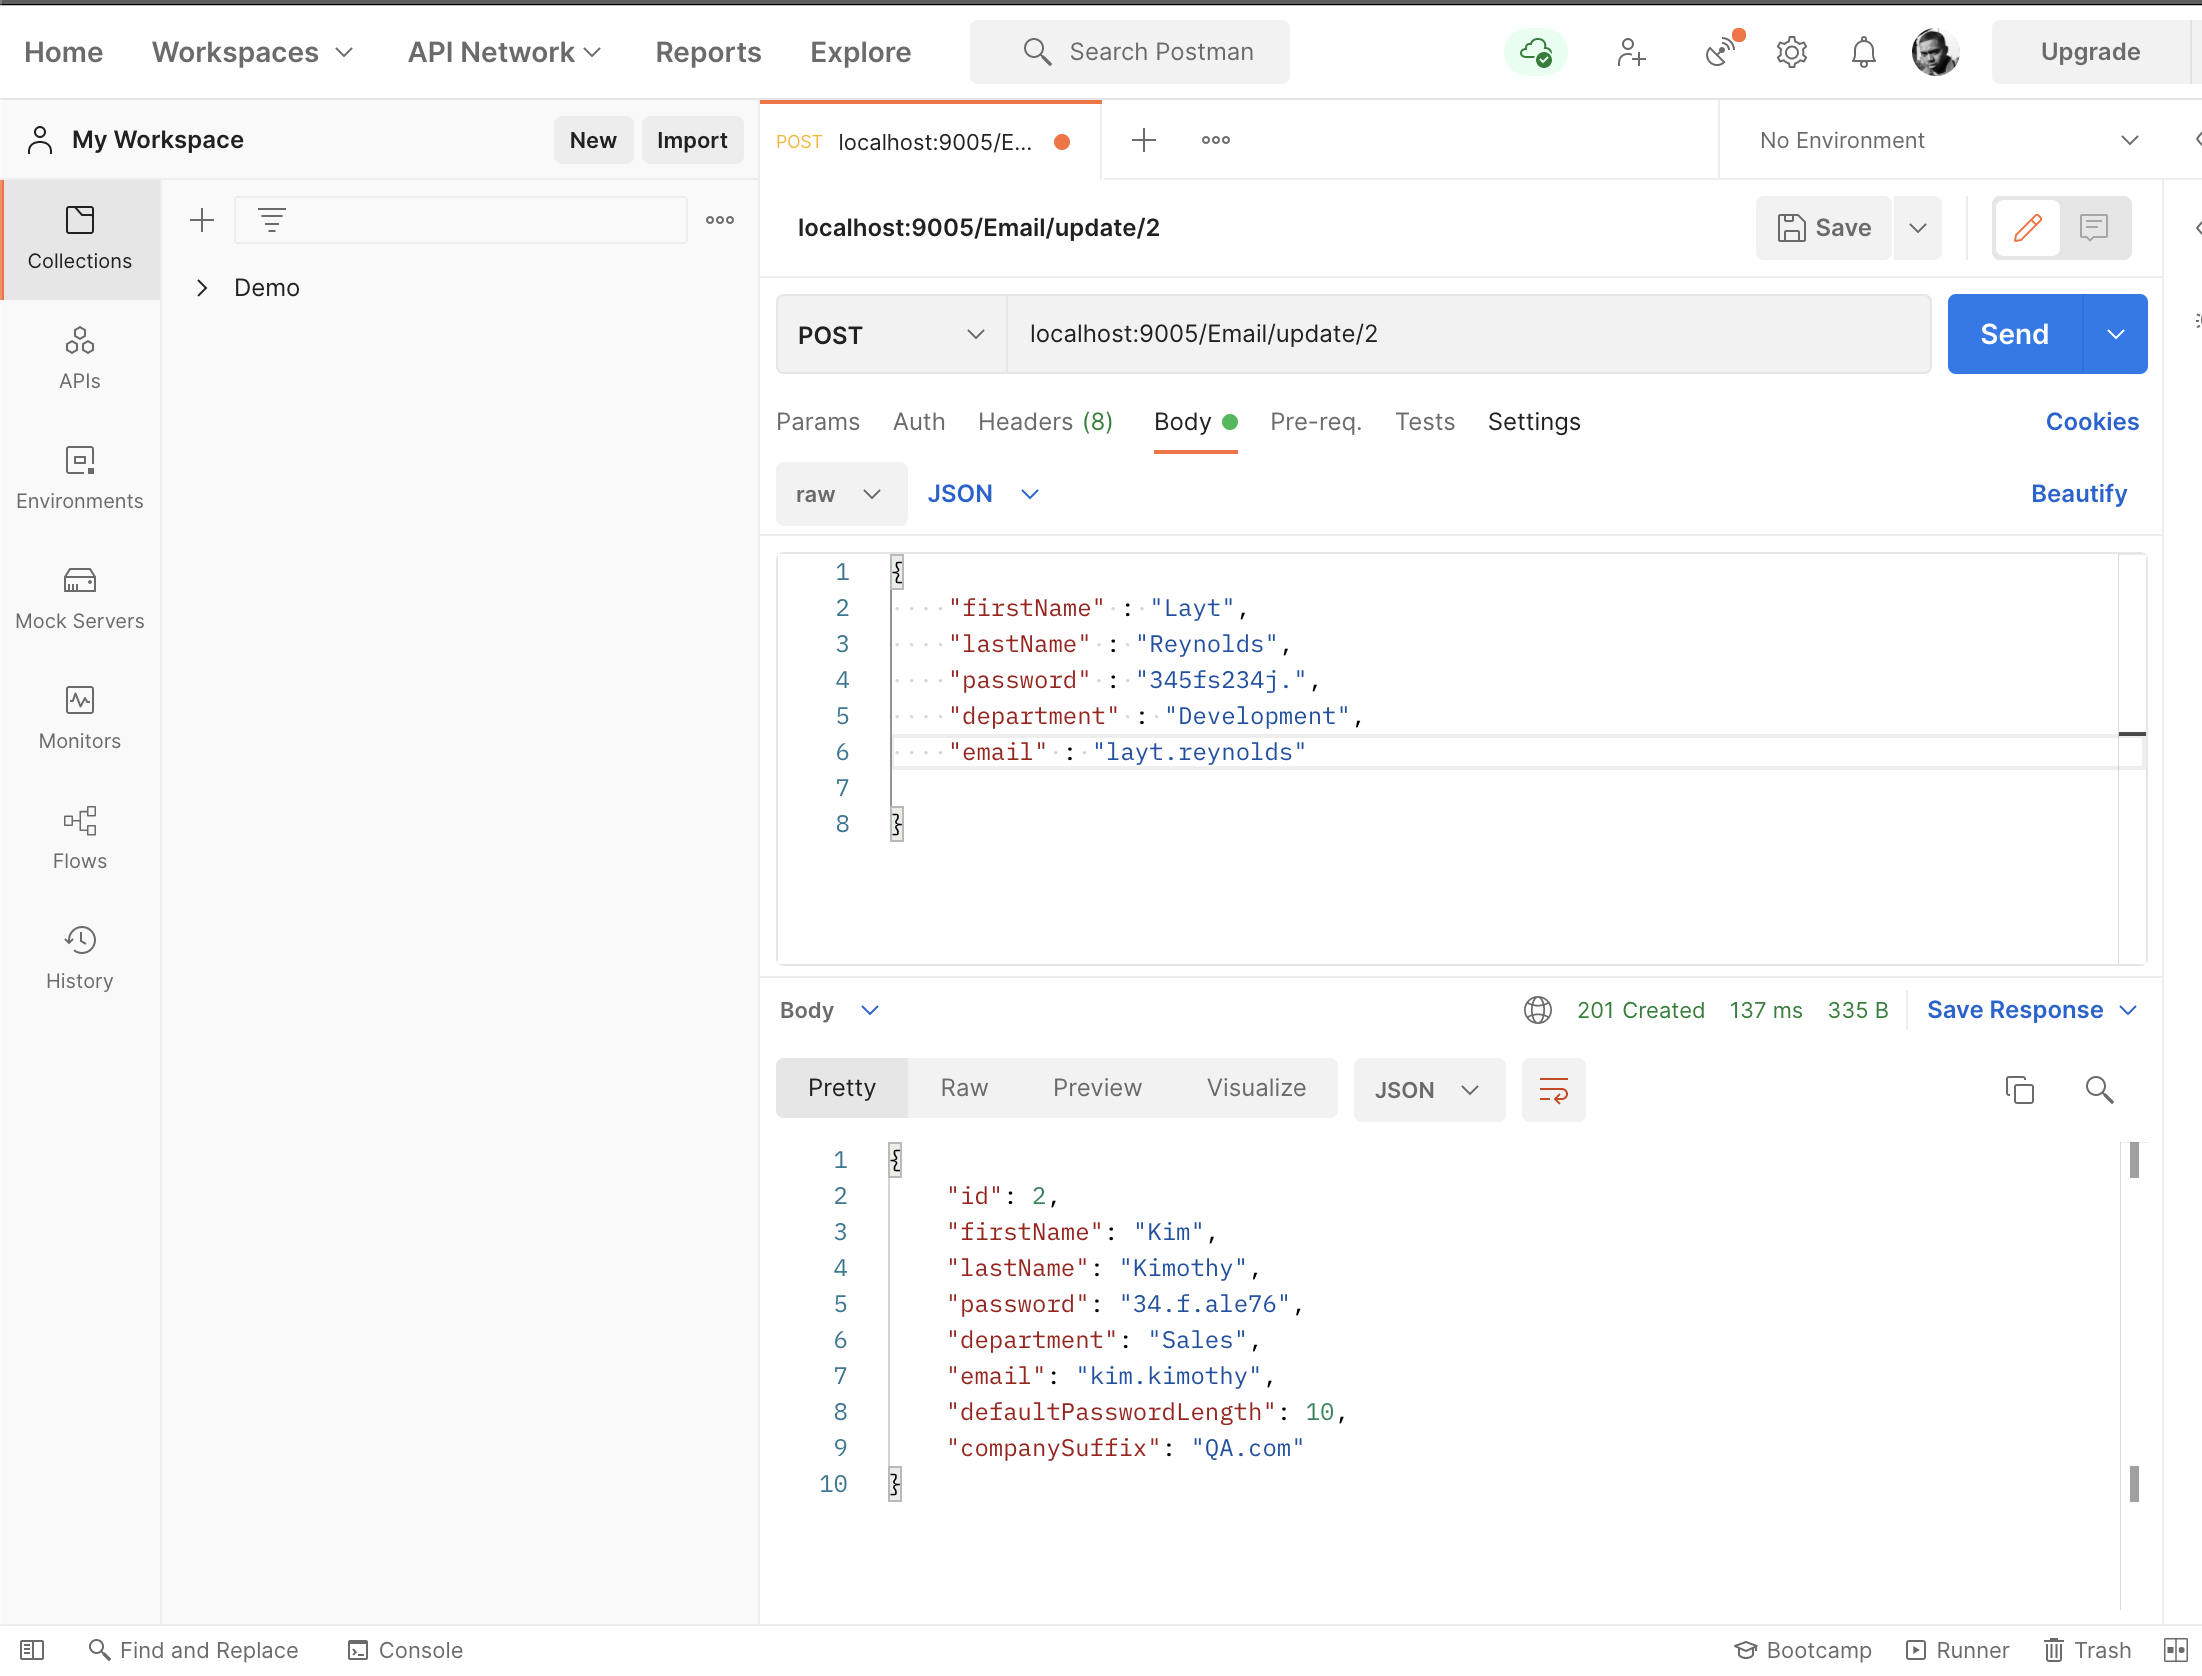 Home Workspaces API Network Reports Explore Search Postman Upgrade
My Workspace New Import POST localhost:9005/E... No Environment
Collections
Demo
APIs
Environments
Mock Servers
Monitors
Flows
History
localhost:9005/Email/update/2 Save
POST localhost:9005/Email/update/2 Send
Params Auth Headers (8) Body Pre-req. Tests Settings Cookies
raw JSON Beautify
1 {
2 "firstName" : "Layt",
3 "lastName" : "Reynolds",
4 "password" : "345fs234j.",
5 "department" : "Development",
6 "email" : "layt.reynolds"
7
8 }
Body 201 Created 137 ms 335 B Save Response
Pretty Raw Preview Visualize JSON
1 {
2 "id": 2,
3 "firstName": "Kim",
4 "lastName": "Kimothy",
5 "password": "34.f.ale76",
6 "department": "Sales",
7 "email": "kim.kimothy",
8 "defaultPasswordLength": 10,
9 "companySuffix": "QA.com"
10 }
Find and Replace Console Bootcamp Runner Trash